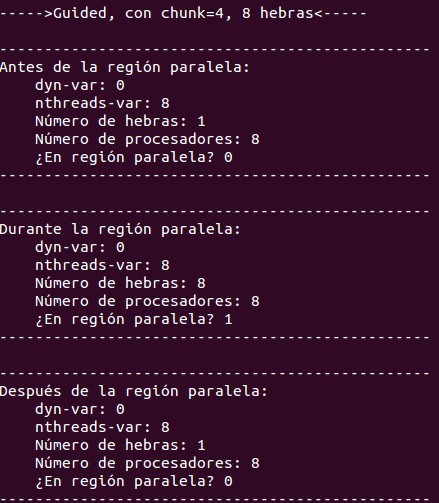 ----->Guided, con chunk=4, 8 hebras<-----
------------------------------------------------
Antes de la región paralela:
    dyn-var: 0
    nthreads-var: 8
    Número de hebras: 1
    Número de procesadores: 8
    ¿En región paralela? 0
------------------------------------------------
------------------------------------------------
Durante la región paralela:
    dyn-var: 0
    nthreads-var: 8
    Número de hebras: 8
    Número de procesadores: 8
    ¿En región paralela? 1
------------------------------------------------
------------------------------------------------
Después de la región paralela:
    dyn-var: 0
    nthreads-var: 8
    Número de hebras: 1
    Número de procesadores: 8
    ¿En región paralela? 0
------------------------------------------------